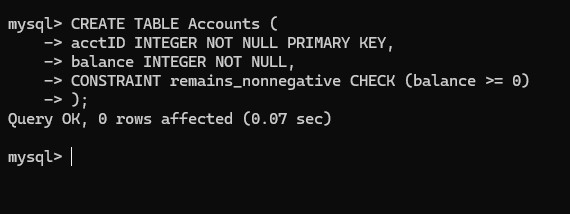 mysql> CREATE TABLE Accounts (
    -> acctID INTEGER NOT NULL PRIMARY KEY,
    -> balance INTEGER NOT NULL,
    -> CONSTRAINT remains_nonnegative CHECK (balance >= 0)
    -> );
Query OK, 0 rows affected (0.07 sec)

mysql>